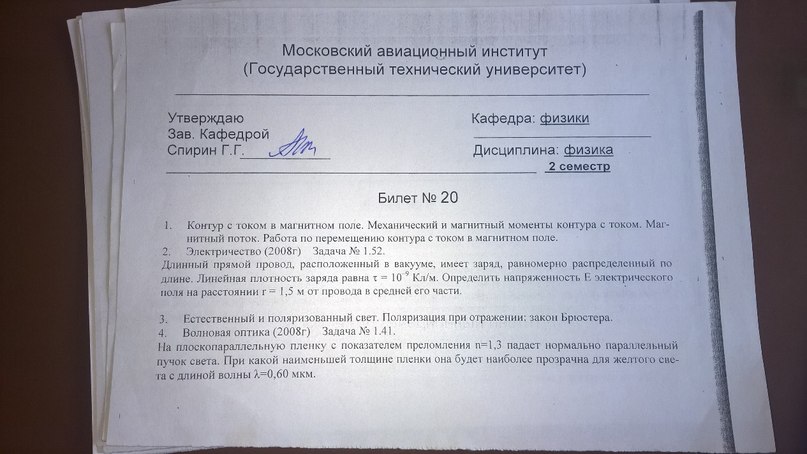 Московский авиационный институт
(Государственный технический университет)
Утверждаю
Зав. Кафедрой
Спирин Г.Г.
Кафедра: физики
Дисциплина: физика
2 семестр
Билет № 20
1. Контур с током в магнитном поле. Механический и магнитный моменты контура с током. Маг-
нитный поток. Работа по перемещению контура с током в магнитном поле.
2. Электричество (2008г) Задача № 1.52.
Длинный прямой провод, расположенный в вакууме, имеет заряд, равномерно распределенный по
длине. Линейная плотность заряда равна τ = 10⁻⁹ Кл/м. Определить напряженность Е электрического
поля на расстоянии r = 1,5 м от провода в средней его части.
3. Естественный и поляризованный свет. Поляризация при отражении: закон Брюстера.
4. Волновая оптика (2008г) Задача № 1.41.
На плоскопараллельную пленку с показателем преломления n=1,3 падает нормально параллельный
пучок света. При какой наименьшей толщине пленки она будет наиболее прозрачна для желтого све-
та с длиной волны λ=0,60 мкм.